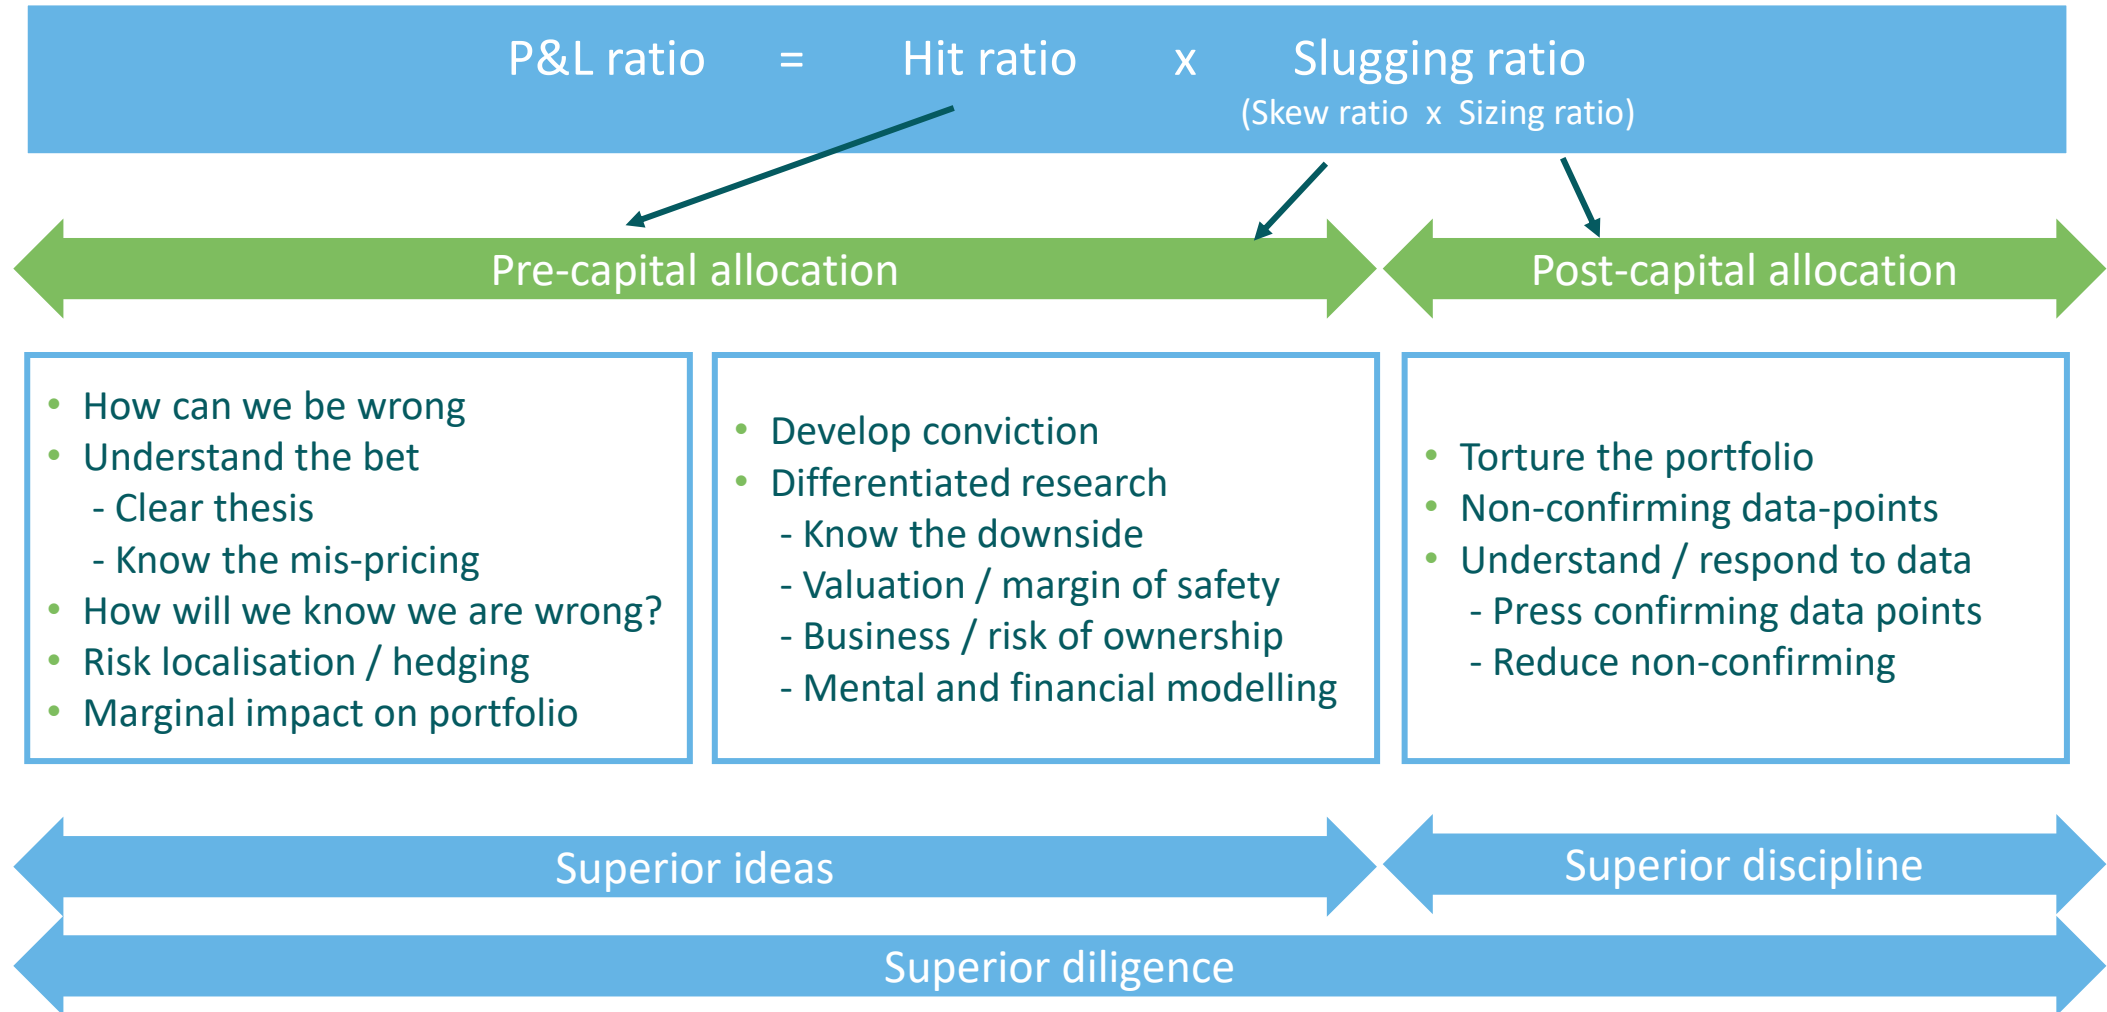 P&L ratio = Hit ratio x Slugging ratio
(Skew ratio x Sizing ratio)
Pre-capital allocation
Post-capital allocation
• How can we be wrong
• Understand the bet
- Clear thesis
- Know the mis-pricing
• How will we know we are wrong?
• Risk localisation / hedging
• Marginal impact on portfolio
• Develop conviction
• Differentiated research
- Know the downside
- Valuation / margin of safety
- Business / risk of ownership
- Mental and financial modelling
• Torture the portfolio
• Non-confirming data-points
• Understand / respond to data
- Press confirming data points
- Reduce non-confirming
Superior ideas
Superior discipline
Superior diligence